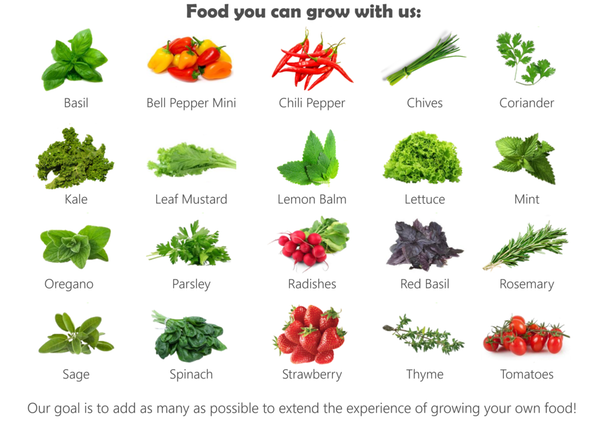 Food you can grow with us:
Basil Bell Pepper Mini Chili Pepper Chives Coriander
Kale Leaf Mustard Lemon Balm Lettuce Mint
Oregano Parsley Radishes Red Basil Rosemary
Sage Spinach Strawberry Thyme Tomatoes
Our goal is to add as many as possible to extend the experience of growing your own food!